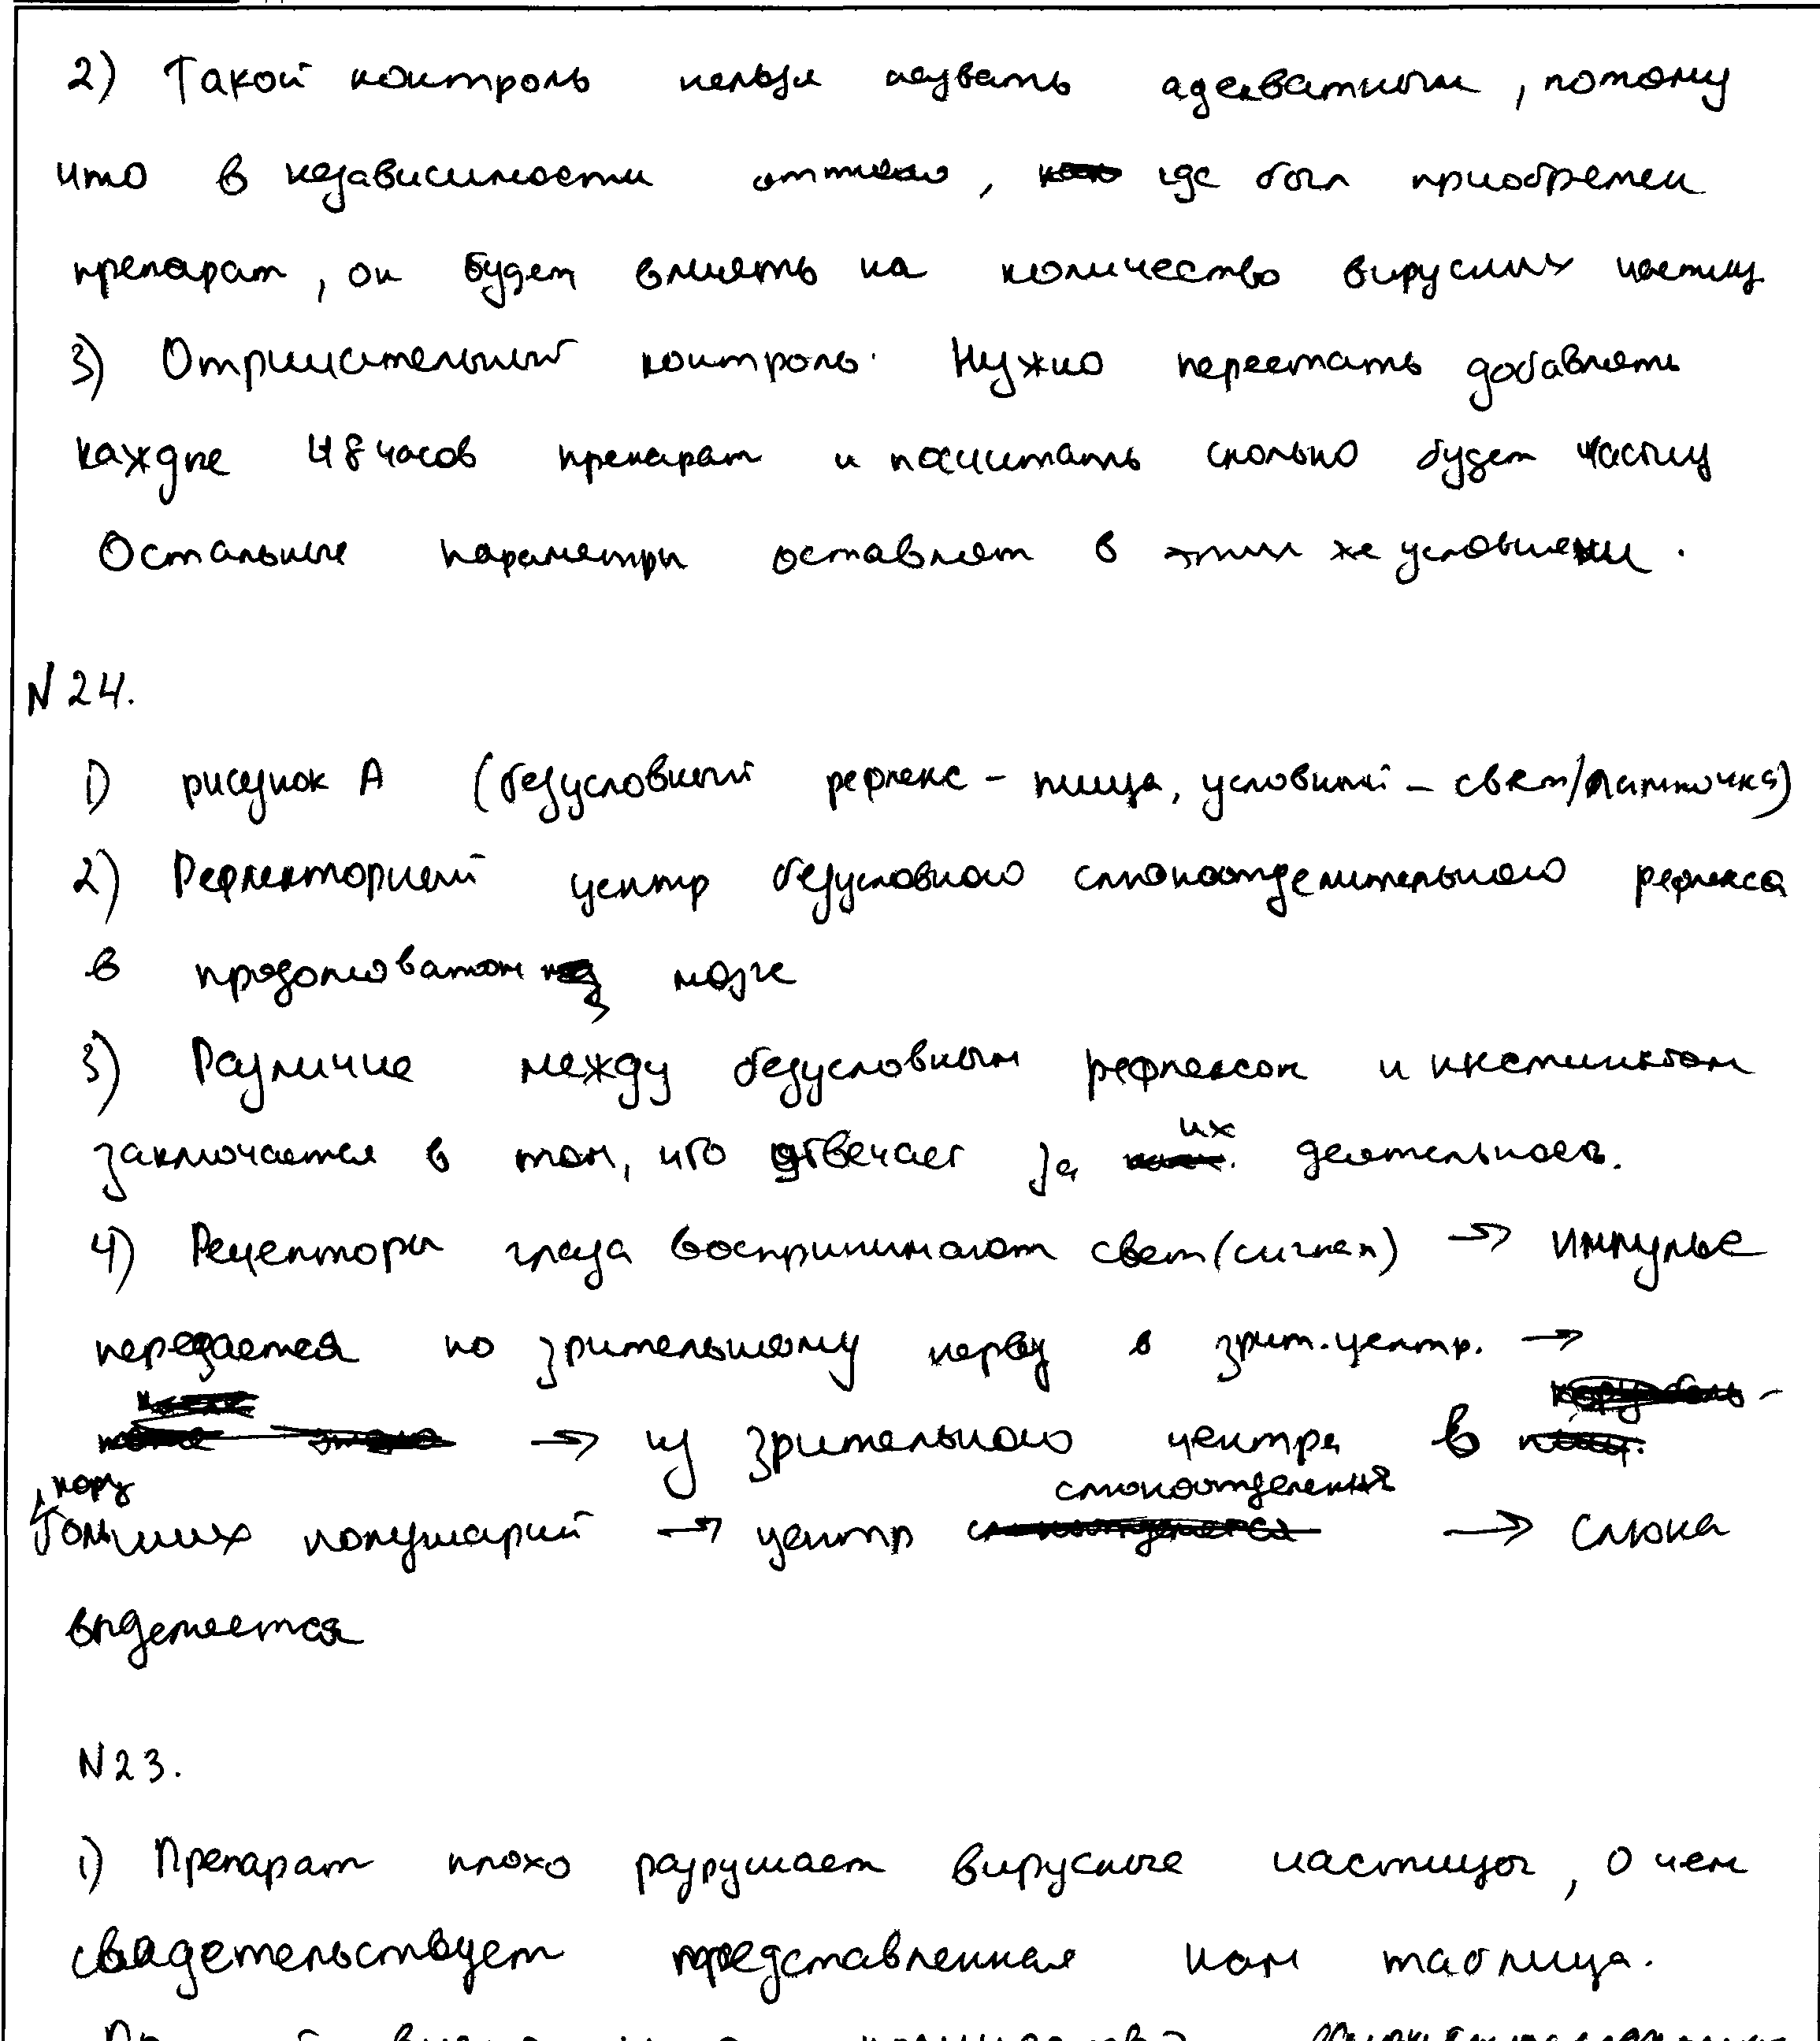 2) Такой контроль нельзя назвать адекватным, потому
что в независимости от того, где был приобретен
препарат, он будет влиять на количество вирусных частиц
3) Отрицательный контроль. Нужно перестать добавлять
каждые 48 часов препарат и посчитать сколько будет частиц
Остальные параметры оставляют в этих же условиях.
N 24.
1) рисунок А (безусловный рефлекс - пища, условный - свет/лампочка)
2) Рефлекторный центр безусловного слюноотделительного рефлекса
в продолговатом мозге
3) Различие между безусловным рефлексом и инстинктом
заключается в том, что отвечает за их деятельность.
4) Рецепторы глаза воспринимают свет (сигнал) → импульс
передается по зрительному нерву в зрит. центр. →
→ из зрительного центра в
кору больших полушарий → центр слюноотделения → слюна
выделяется
N23.
1) Препарат плохо разрушает вирусные частицы, о чем
свидетельствует представленная нам таблица.